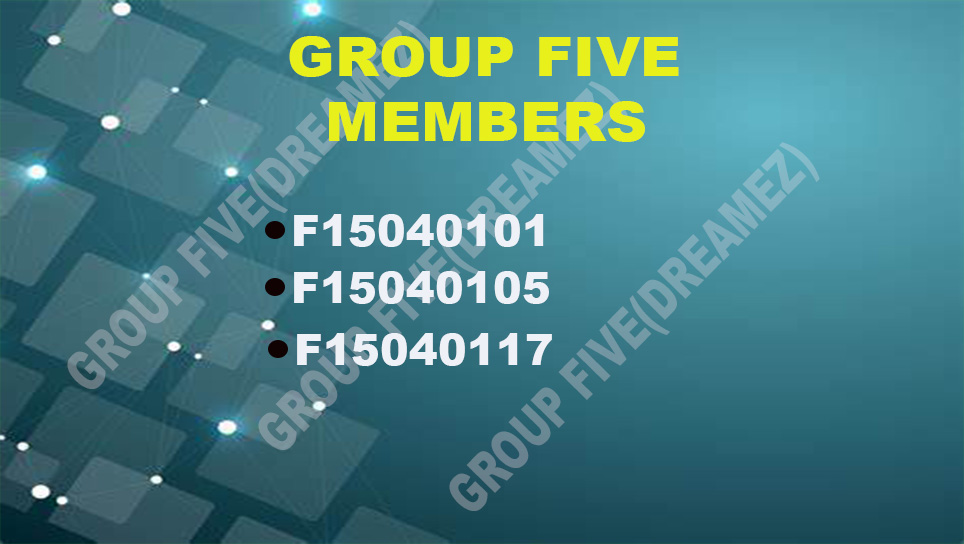 GROUP FIVE
MEMBERS
•F15040101
•F15040105
•F15040117
GROUP FIVE(DREAMEZ)
GROUP FIVE(DREAMEZ)
GROUP FIVE(DREAMEZ)